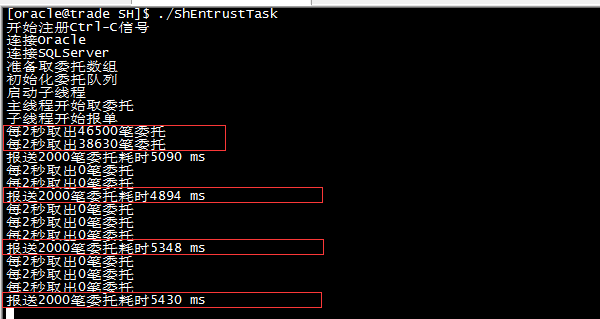 [oracle@trade SH]$ ./ShEntrustTask
开始注册Ctrl-C信号
连接Oracle
连接SQLServer
准备取委托数组
初始化委托队列
启动子线程
主线程开始取委托
子线程开始报单
每2秒取出46500笔委托
每2秒取出38630笔委托
报送2000笔委托耗时5090 ms
每2秒取出0笔委托
每2秒取出0笔委托
报送2000笔委托耗时4894 ms
每2秒取出0笔委托
每2秒取出0笔委托
每2秒取出0笔委托
报送2000笔委托耗时5348 ms
每2秒取出0笔委托
每2秒取出0笔委托
每2秒取出0笔委托
报送2000笔委托耗时5430 ms